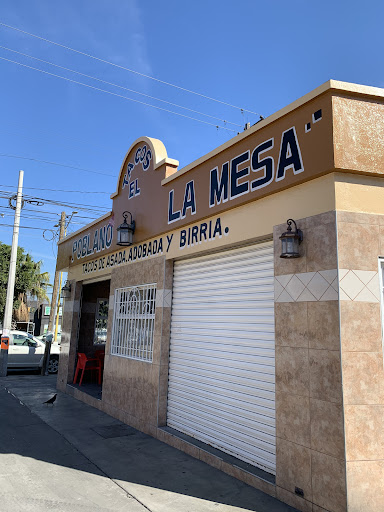 TACOS
EL
POBLANO
LA MESA
TACOS DE ASADA, ADOBADA Y BIRRIA.